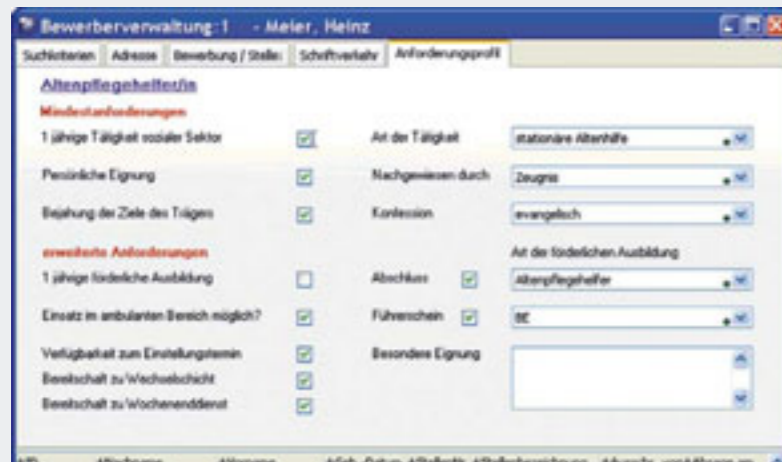 Bewerberverwaltung:1 - Meier, Heinz
Suchkriterien Adresse Bewerbung / Stelle: Schriftverkehr Anforderungsprofil
Altenpflegehelfer/in
Mindestanforderungen
1 jährige Tätigkeit sozialer Sektor Art der Tätigkeit stationäre Altenhilfe
Persönliche Eignung Nachgewiesen durch Zeugnis
Bejahung der Ziele des Trägers Konfession evangelisch
erweiterte Anforderungen Art der förderlichen Ausbildung
1 jährige förderliche Ausbildung Abschluss Altenpflegehelfer
Einsatz im ambulanten Bereich möglich? Führerschein BE
Verfügbarkeit zum Einstellungstermin Besondere Eignung
Bereitschaft zu Wechselschicht
Bereitschaft zu Wochenenddienst